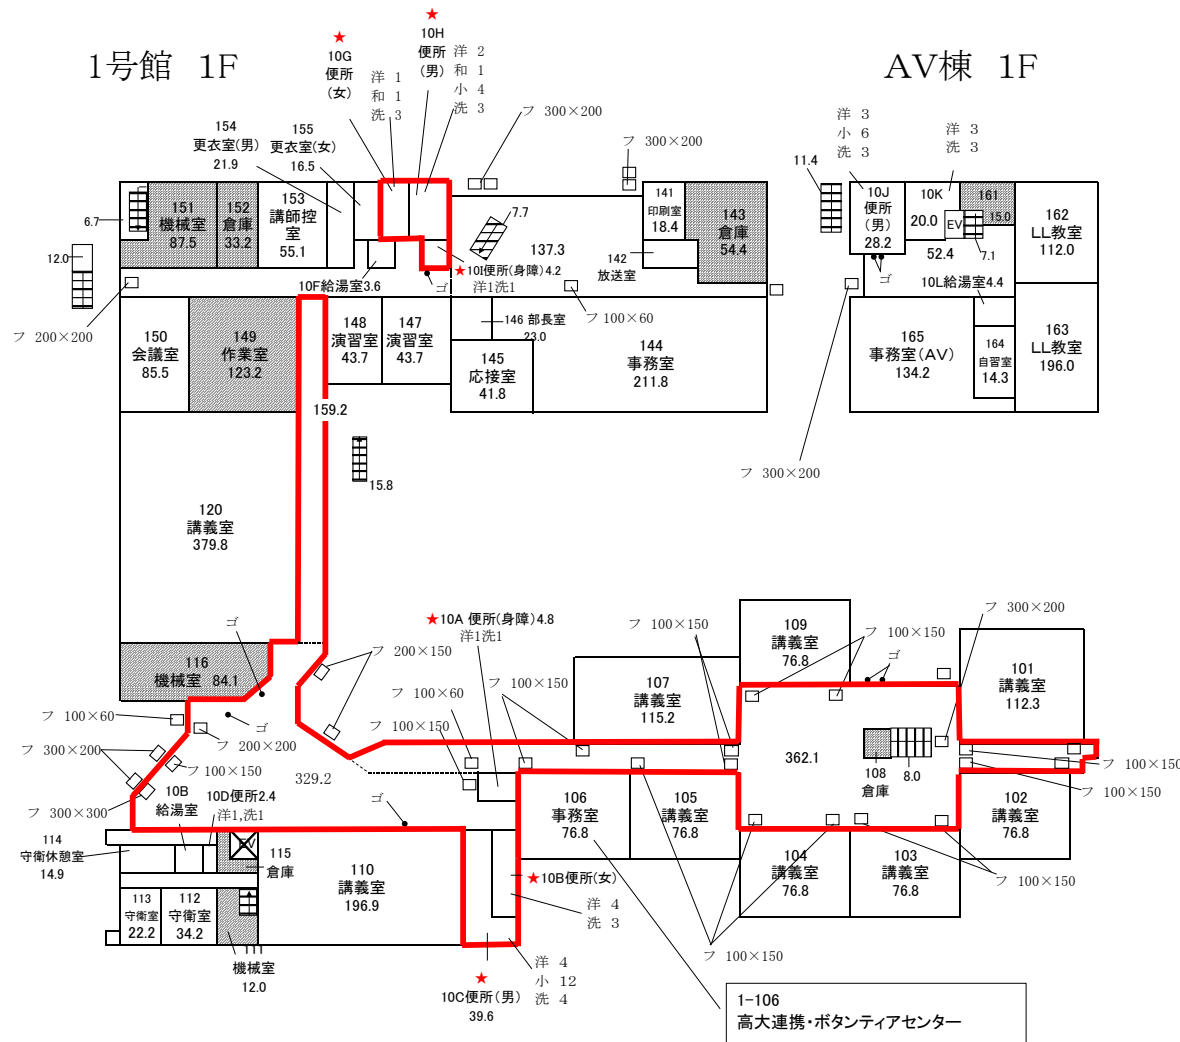 1号館 1F
AV棟 1F
★
10G
便所
(女)
洋 1
和 1
洗 3
★
10H
便所
(男)
洋 2
和 1
小 4
洗 3
フ 300×200
フ 300×200
154
更衣室(男)
21.9
155
更衣室(女)
16.5
6.7
12.0
151
機械室
87.5
152
倉庫
33.2
153
講師控
室
55.1
7.7
137.3
★10I便所(身障)4.2
洋1洗1
10F給湯室3.6
ゴ
141
印刷室
18.4
142
放送室
143
倉庫
54.4
フ 100×60
フ 200×200
150
会議室
85.5
149
作業室
123.2
148
演習室
43.7
147
演習室
43.7
146 部長室
23.0
145
応接室
41.8
144
事務室
211.8
洋 3
小 6
洗 3
洋 3
洗 3
11.4
10J
便所
(男)
28.2
10K
20.0
EV
161
15.0
7.1
52.4
ゴ
10L給湯室4.4
162
LL教室
112.0
163
LL教室
196.0
164
自習室
14.3
165
事務室(AV)
134.2
フ 300×200
159.2
15.8
120
講義室
379.8
116
機械室 84.1
ゴ
ゴ
フ 200×150
フ 100×60
フ 200×200
フ 300×200
フ 100×150
フ 300×300
329.2
★10A 便所(身障)4.8
洋1洗1
フ 100×150
フ 100×60
フ 100×150
フ 100×150
107
講義室
115.2
109
講義室
76.8
フ 100×150
ゴ
フ 300×200
101
講義室
112.3
362.1
108
倉庫
8.0
フ 100×150
フ 100×150
102
講義室
76.8
106
事務室
76.8
105
講義室
76.8
104
講義室
76.8
103
講義室
76.8
フ 100×150
フ 100×150
10B
給湯室
10D便所2.4
洋1,洗1
ゴ
114
守衛休憩室
14.9
EV
115
倉庫
113
守衛室
22.2
112
守衛室
34.2
111
機械室
12.0
110
講義室
196.9
★10B便所(女)
洋 4
洗 3
★
10C便所(男)
39.6
洋 4
小 12
洗 4
1-106
高大連携・ボタンティアセンター